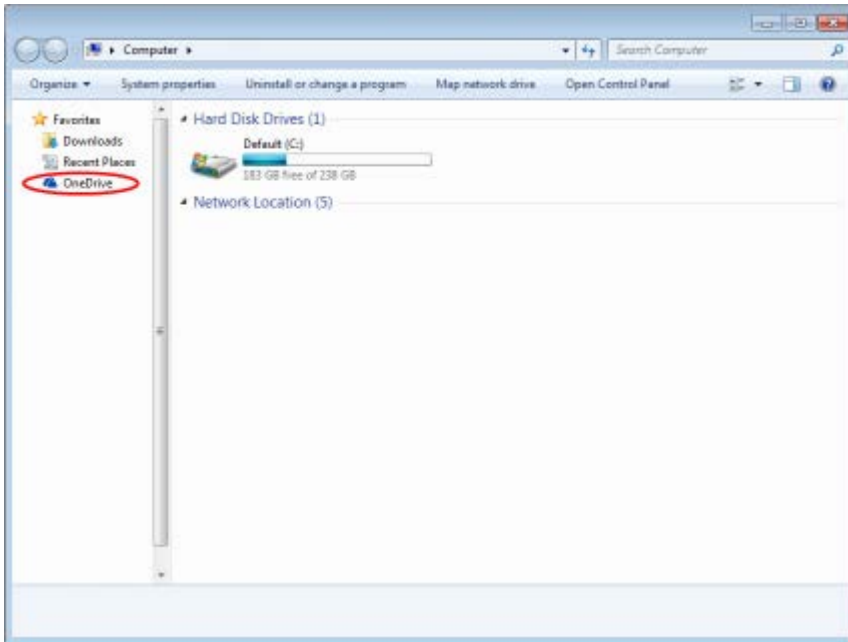 Computer
Search Computer
Organize System properties Uninstall or change a program Map network drive Open Control Panel
Favorites
Downloads
Recent Places
OneDrive
Hard Disk Drives (1)
Default (C:)
183 GB free of 238 GB
Network Location (5)